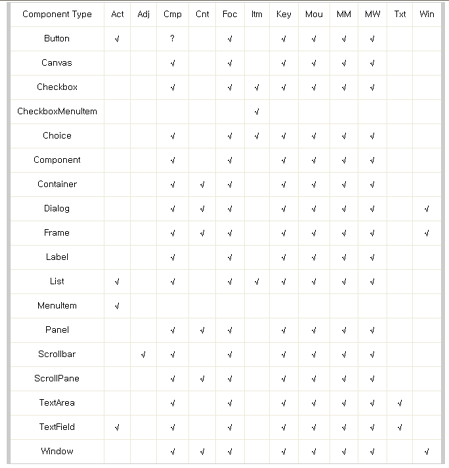 Component Type Act Adj Cmp Cnt Foc Itm Key Mou MM MW Txt Win
Button √ ? √ √ √ √ √
Canvas √ √ √ √ √ √
Checkbox √ √ √ √ √ √ √
CheckboxMenuItem √
Choice √ √ √ √ √ √ √
Component √ √ √ √ √ √
Container √ √ √ √ √ √ √
Dialog √ √ √ √ √ √ √ √
Frame √ √ √ √ √ √ √ √
Label √ √ √ √ √ √
List √ √ √ √ √ √ √ √
MenuItem √
Panel √ √ √ √ √ √ √
Scrollbar √ √ √ √ √ √ √
ScrollPane √ √ √ √ √ √ √
TextArea √ √ √ √ √ √ √
TextField √ √ √ √ √ √ √ √
Window √ √ √ √ √ √ √ √